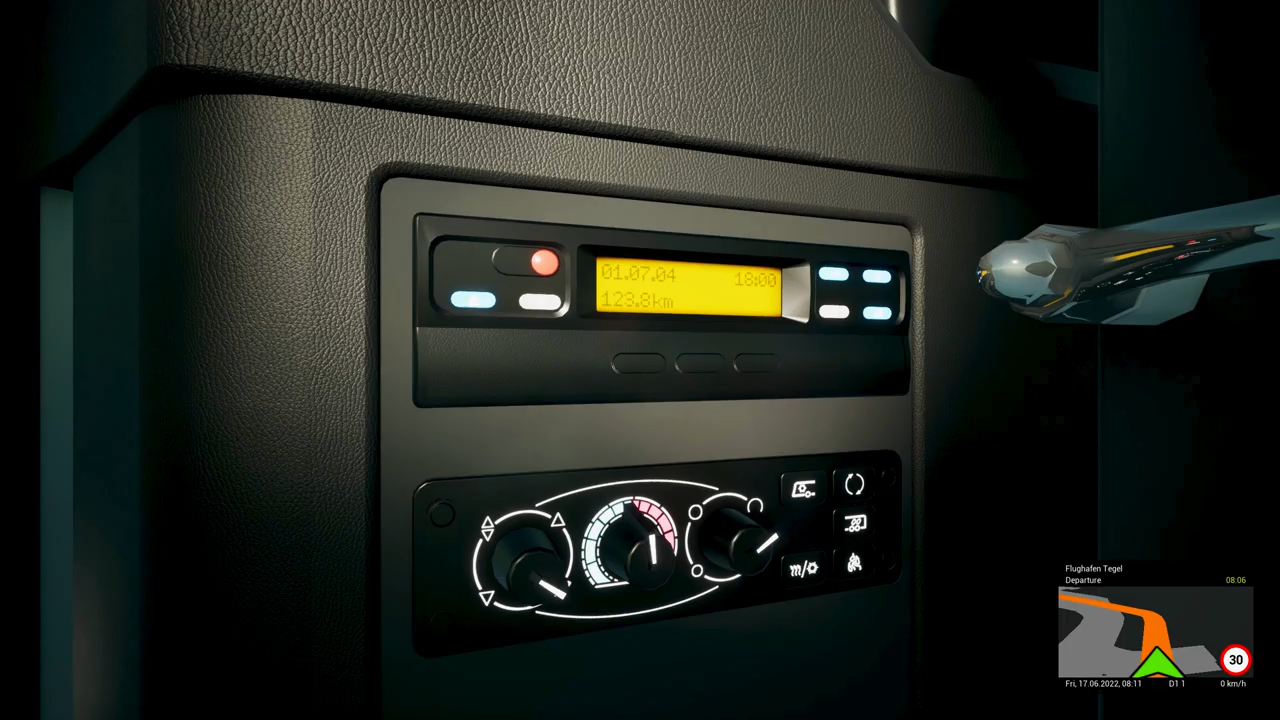 01.07.04 18:00
123.8km
Flughafen Tegel
Departure 08:06
30
Fri, 17.06.2022, 08:11 D1 1 0 km/h